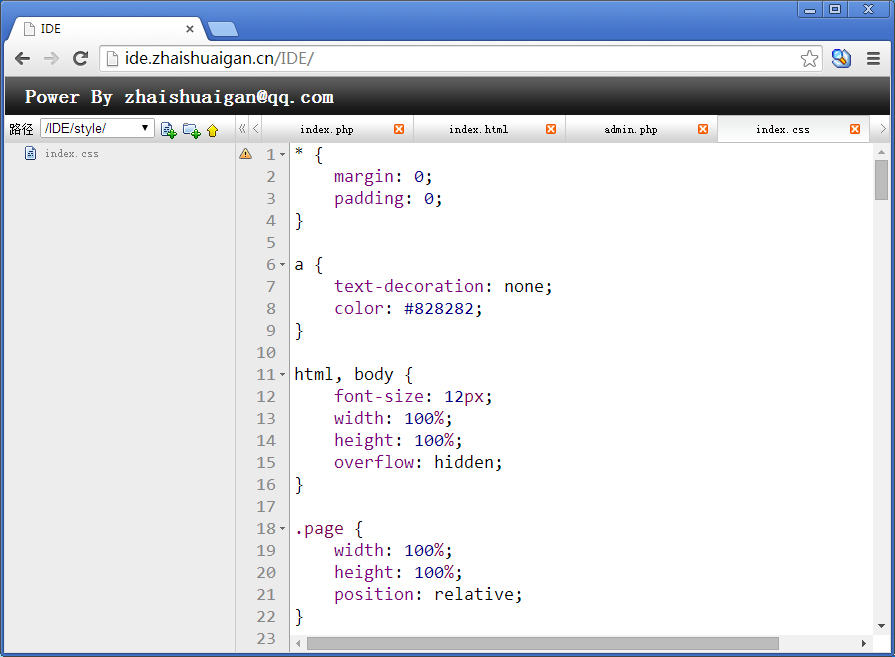 IDE
ide.zhaishuaigan.cn/IDE/
Power By zhaishuaigan@qq.com
路径 /IDE/style/ index.php index.html admin.php index.css
index.css
1 * {
2     margin: 0;
3     padding: 0;
4 }
5
6 a {
7     text-decoration: none;
8     color: #828282;
9 }
10
11 html, body {
12     font-size: 12px;
13     width: 100%;
14     height: 100%;
15     overflow: hidden;
16 }
17
18 .page {
19     width: 100%;
20     height: 100%;
21     position: relative;
22 }
23